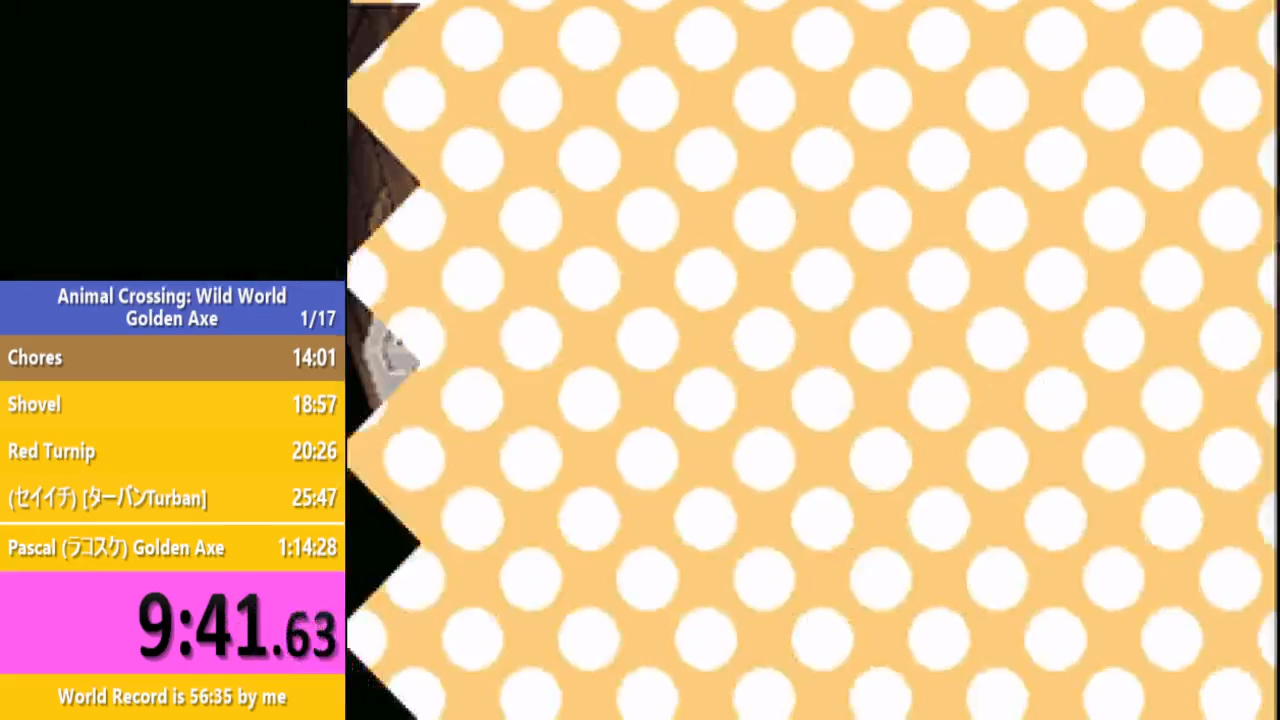 Animal Crossing: Wild World
Golden Axe 1/17
Chores 14:01
Shovel 18:57
Red Turnip 20:26
(セイイチ) [ターバンTurban] 25:47
Pascal (ラコスケ) Golden Axe 1:14:28
9:41.63
World Record is 56:35 by me